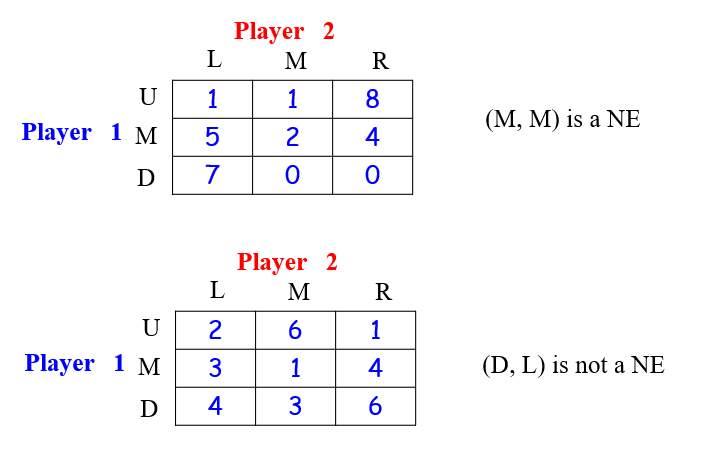 Player 2
L M R
U 1 1 8
Player 1 M 5 2 4 (M, M) is a NE
D 7 0 0
Player 2
L M R
U 2 6 1
Player 1 M 3 1 4 (D, L) is not a NE
D 4 3 6